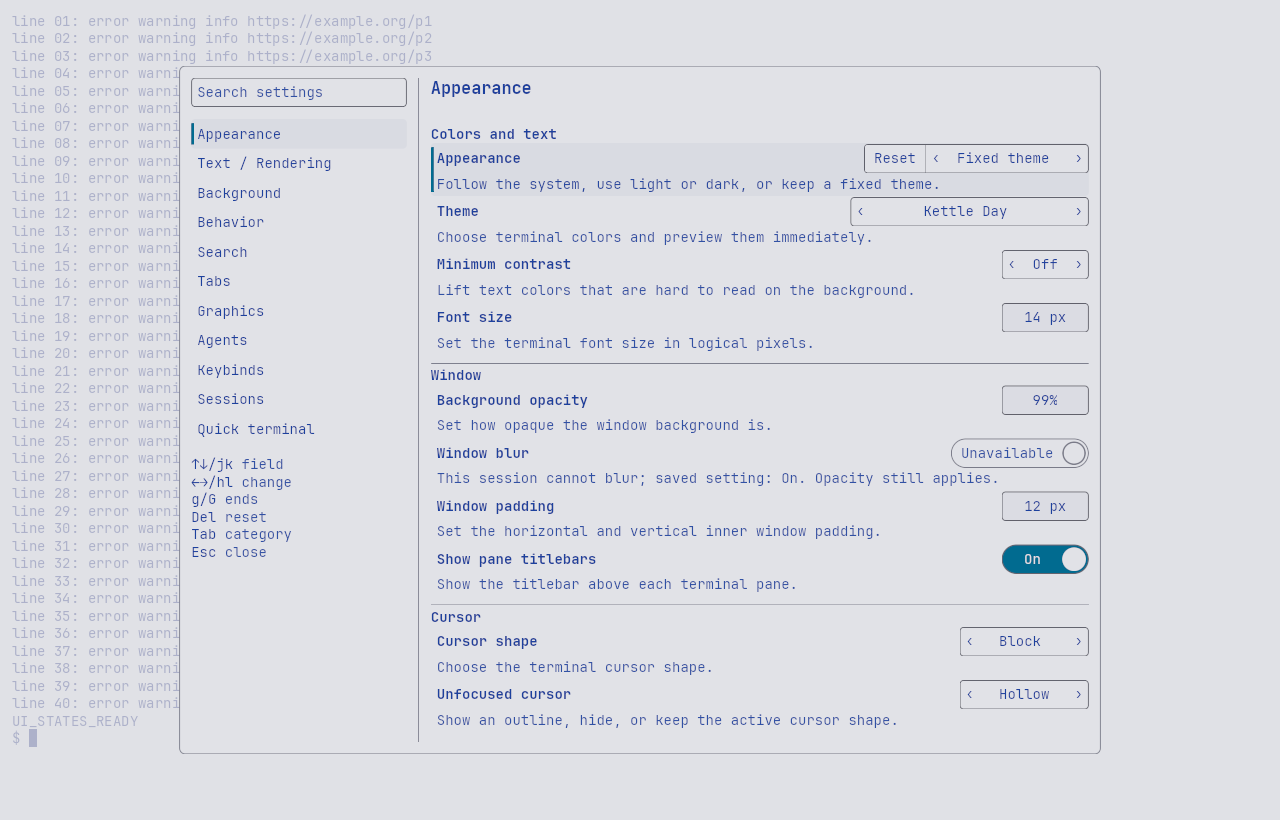 line 01: error warning info https://example.org/p1
line 02: error warning info https://example.org/p2
line 03: error warning info https://example.org/p3
line 04: error warni
line 05: error warni
line 06: error warni
line 07: error warni
line 08: error warni
line 09: error warni
line 10: error warni
line 11: error warni
line 12: error warni
line 13: error warni
line 14: error warni
line 15: error warni
line 16: error warni
line 17: error warni
line 18: error warni
line 19: error warni
line 20: error warni
line 21: error warni
line 22: error warni
line 23: error warni
line 24: error warni
line 25: error warni
line 26: error warni
line 27: error warni
line 28: error warni
line 29: error warni
line 30: error warni
line 31: error warni
line 32: error warni
line 33: error warni
line 34: error warni
line 35: error warni
line 36: error warni
line 37: error warni
line 38: error warni
line 39: error warni
line 40: error warni
UI_STATES_READY
$
Search settings
Appearance
Text / Rendering
Background
Behavior
Search
Tabs
Graphics
Agents
Keybinds
Sessions
Quick terminal
↑↓/jk field
↔/hl change
g/G ends
Del reset
Tab category
Esc close
Appearance
Colors and text
Appearance Reset ‹ Fixed theme ›
Follow the system, use light or dark, or keep a fixed theme.
Theme ‹ Kettle Day ›
Choose terminal colors and preview them immediately.
Minimum contrast ‹ Off ›
Lift text colors that are hard to read on the background.
Font size 14 px
Set the terminal font size in logical pixels.
Window
Background opacity 99%
Set how opaque the window background is.
Window blur Unavailable
This session cannot blur; saved setting: On. Opacity still applies.
Window padding 12 px
Set the horizontal and vertical inner window padding.
Show pane titlebars On
Show the titlebar above each terminal pane.
Cursor
Cursor shape ‹ Block ›
Choose the terminal cursor shape.
Unfocused cursor ‹ Hollow ›
Show an outline, hide, or keep the active cursor shape.